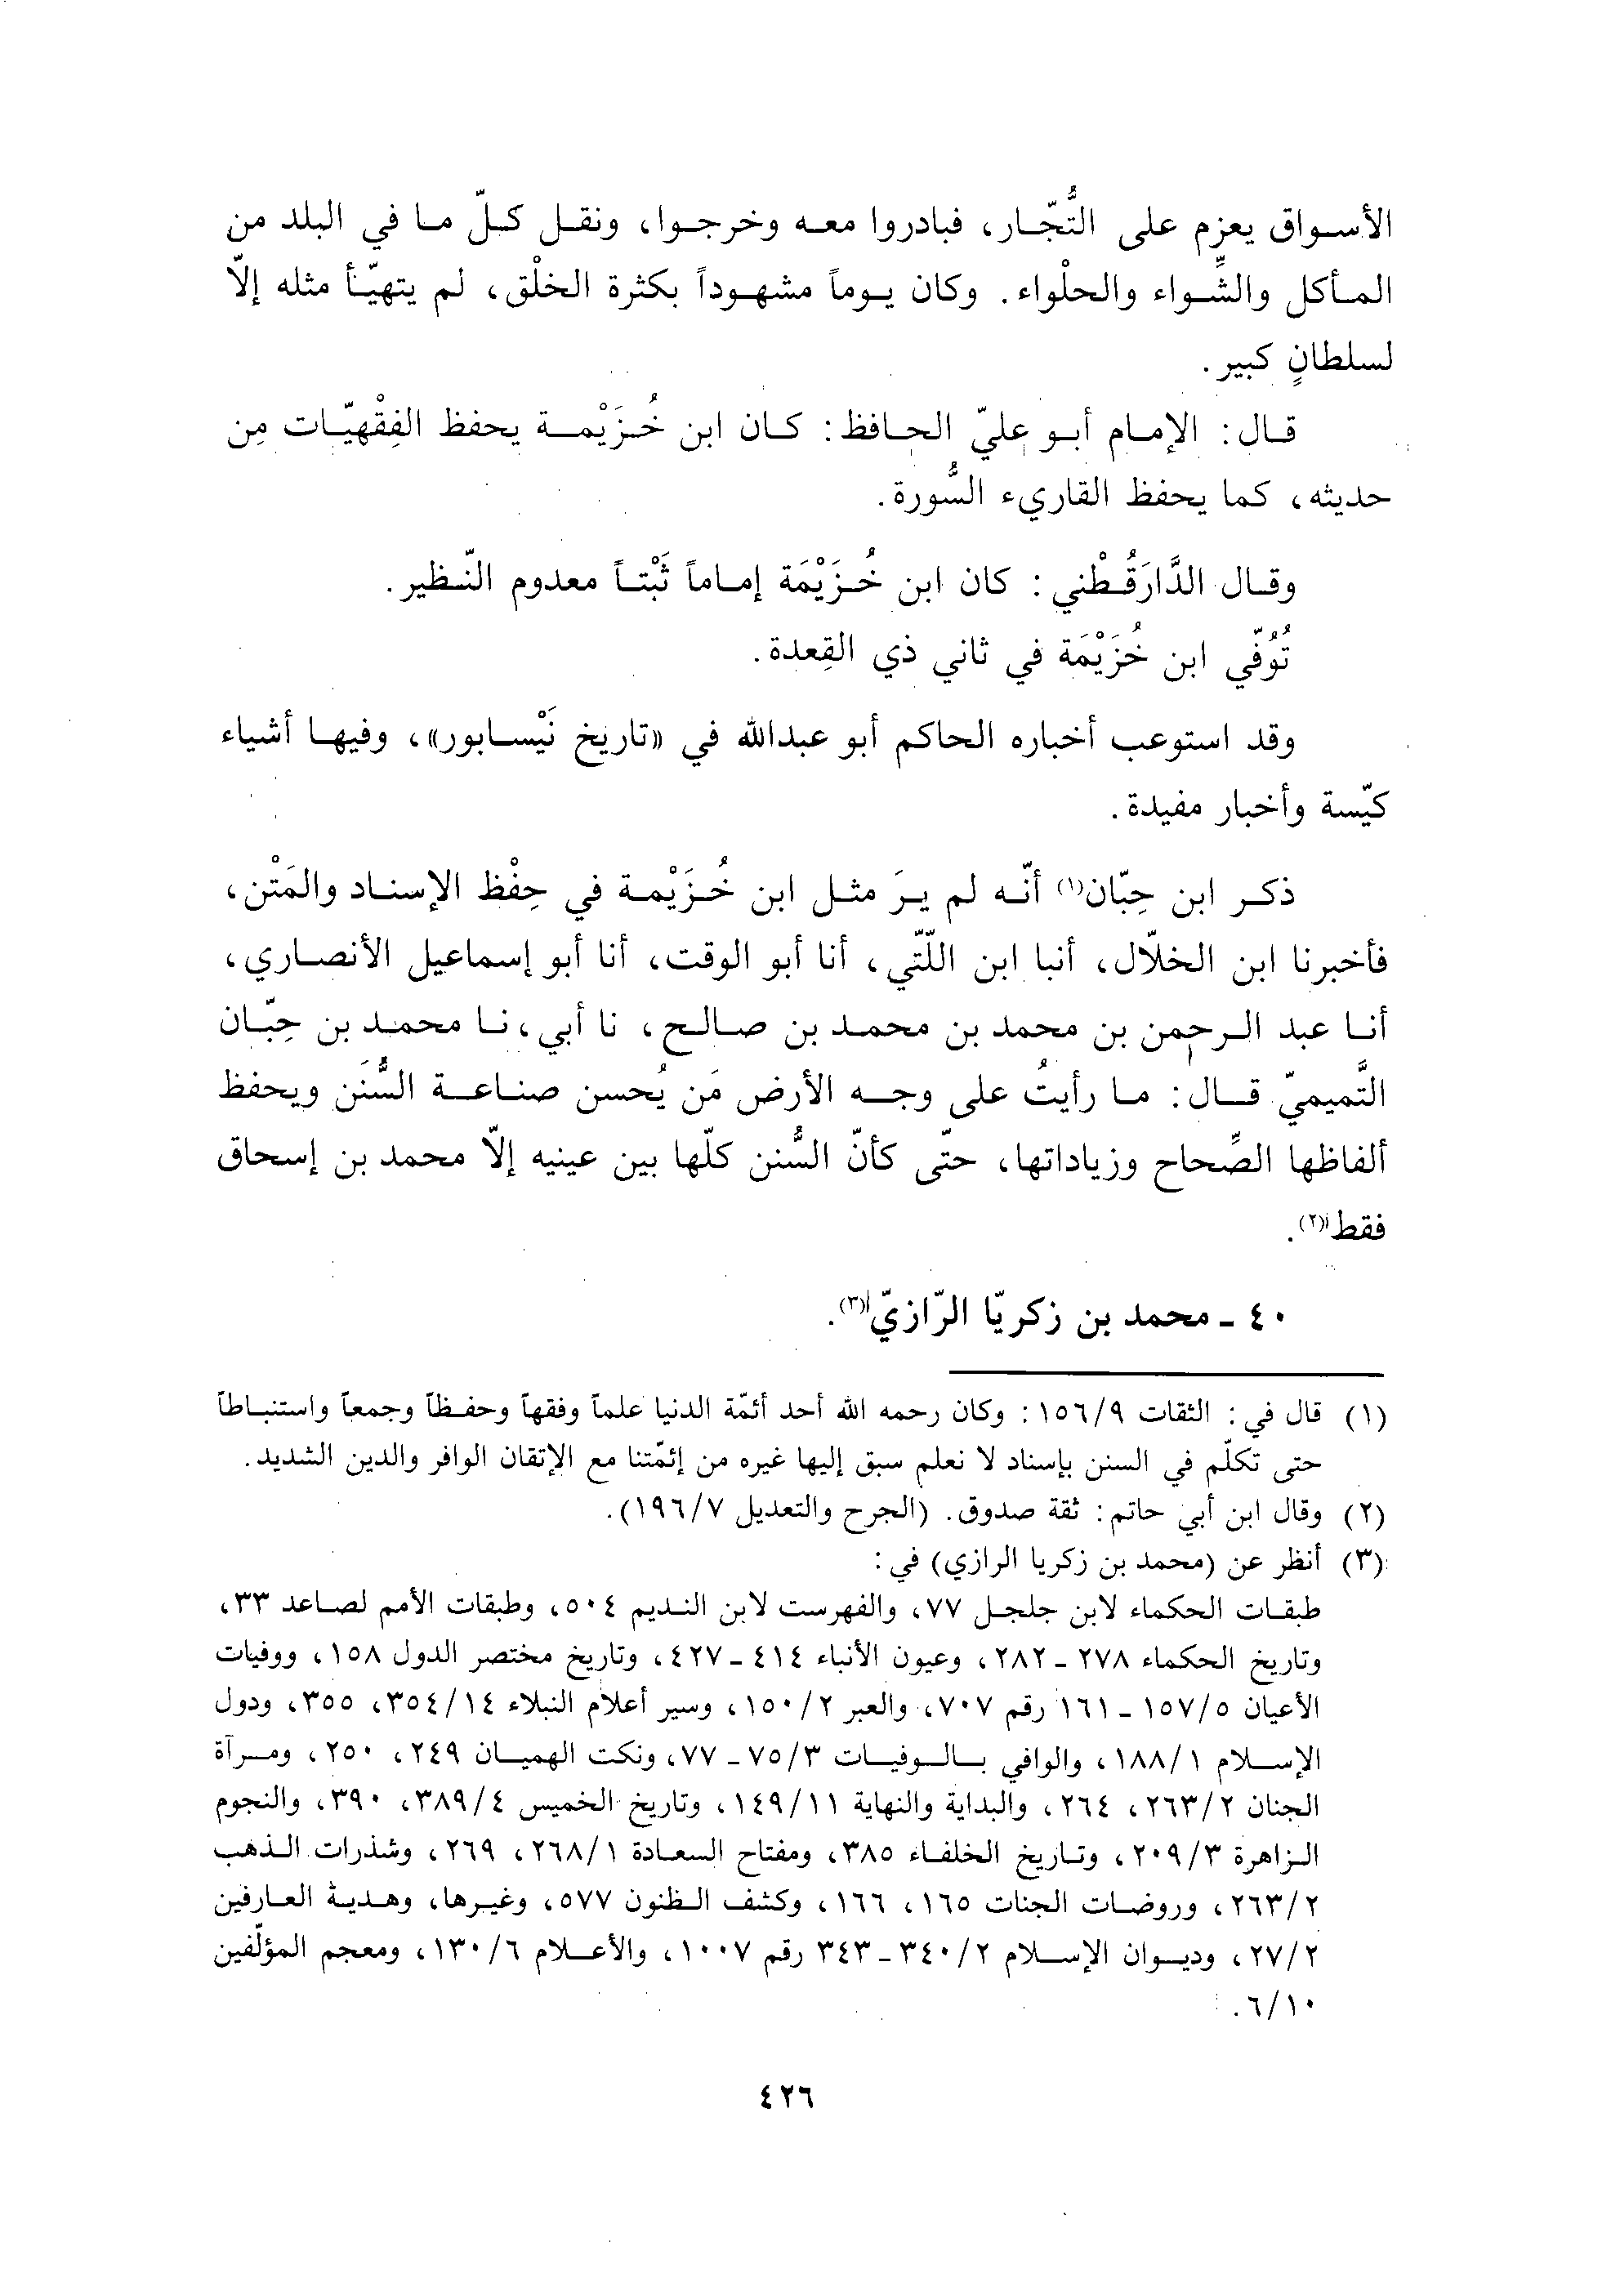 الأسواق يعزم على التُّجّار، فبادروا معه وخرجوا، ونقل كلّ ما في البلد من
المأكل والشِّواء والحلْواء. وكان يوماً مشهوداً بكثرة الخلْق، لم يتهيّأ مثله إلّا
لسلطانٍ كبير.
قال: الإمام أبو عليّ الحافظ: كان ابن خُزَيْمة يحفظ الفِقْهيّات مِن
حديثه، كما يحفظ القاريء السُّورة.
وقال الدَّارَقُطْني: كان ابن خُزَيْمَة إماماً ثَبْتاً معدوم النّظير.
تُوُفّي ابن خُزَيْمَة في ثاني ذي القِعدة.
وقد استوعب أخباره الحاكم أبو عبدالله في «تاريخ نَيْسابور»، وفيها أشياء
كيّسة وأخبار مفيدة.
ذكر ابن حِبّان(١) أنّه لم يرَ مثل ابن خُزَيْمة في حِفْظ الإسناد والمَتْن،
فأخبرنا ابن الخلّال، أنبا ابن اللّتّي، أنا أبو الوقت، أنا أبو إسماعيل الأنصاري،
أنا عبد الرحمن بن محمد بن محمد بن صالح، نا أبي، نا محمد بن حِبّان
التَّميميّ قال: ما رأيتُ على وجه الأرض مَن يُحسن صناعة السُّنَن ويحفظ
ألفاظها الصِّحاح وزياداتها، حتّى كأنّ السُّنن كلّها بين عينيه إلّا محمد بن إسحاق
فقط(٢).
٤٠ ـ محمد بن زكريّا الرّازيّ(٣).
(١) قال في: الثقات ١٥٦/٩: وكان رحمه الله أحد أئمّة الدنيا علماً وفقهاً وحفظاً وجمعاً واستنباطاً
حتى تكلّم في السنن بإسناد لا نعلم سبق إليها غيره من إئمّتنا مع الإتقان الوافر والدين الشديد.
(٢) وقال ابن أبي حاتم: ثقة صدوق. (الجرح والتعديل ١٩٦/٧).
(٣) أنظر عن (محمد بن زكريا الرازي) في:
طبقات الحكماء لابن جلجل ٧٧، والفهرست لابن النديم ٥٠٤، وطبقات الأمم لصاعد ٣٣،
وتاريخ الحكماء ٢٧٨ ـ ٢٨٢، وعيون الأنباء ٤١٤ ـ ٤٢٧، وتاريخ مختصر الدول ١٥٨، ووفيات
الأعيان ١٥٧/٥ ـ ١٦١ رقم ٧٠٧، والعبر ١٥٠/٢، وسير أعلام النبلاء ٣٥٤/١٤، ٣٥٥، ودول
الإسلام ١٨٨/١، والوافي بالوفيات ٧٥/٣ ـ ٧٧، ونكت الهميان ٢٤٩، ٢٥٠، ومرآة
الجنان ٢٦٣/٢، ٢٦٤، والبداية والنهاية ١٤٩/١١، وتاريخ الخميس ٣٨٩/٤، ٣٩٠، والنجوم
الزاهرة ٢٠٩/٣، وتاريخ الخلفاء ٣٨٥، ومفتاح السعادة ٢٦٨/١، ٢٦٩، وشذرات الذهب
٢٦٣/٢، وروضات الجنات ١٦٥، ١٦٦، وكشف الظنون ٥٧٧، وغيرها، وهدية العارفين
٢٧/٢، وديوان الإسلام ٣٤٠/٢ ـ ٣٤٣ رقم ١٠٠٧، والأعلام ١٣٠/٦، ومعجم المؤلّفين
٦/١٠.
٤٢٦